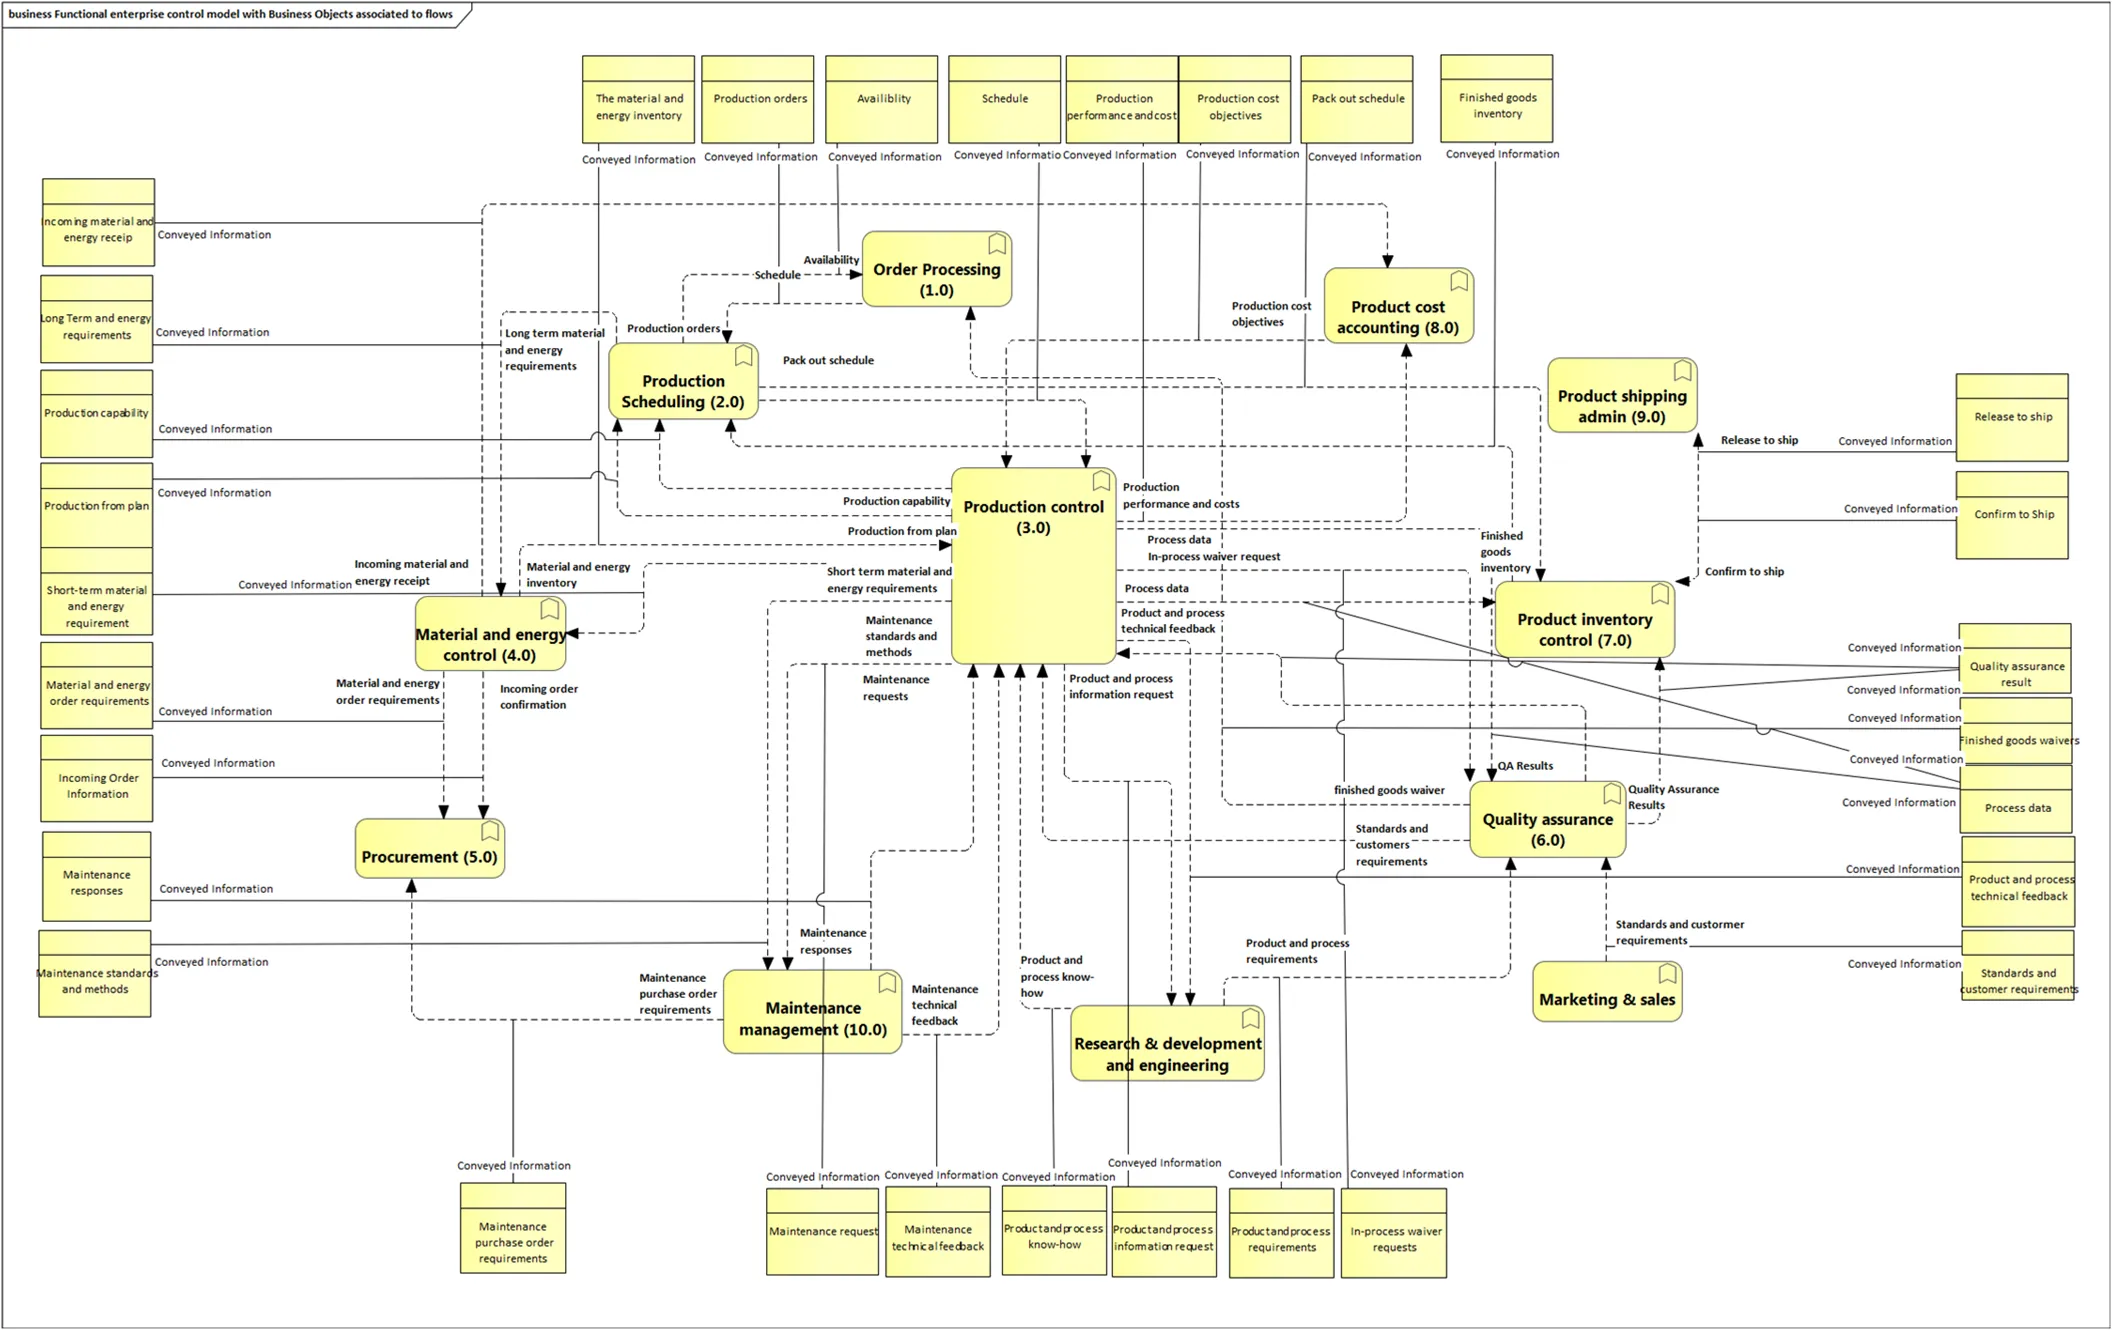 business Functional enterprise control model with Business Objects associated to flows
The material and
energy inventory
Production orders
Availiblity
Schedule
Production
performance and cost
Production cost
objectives
Pack out schedule
Finished goods
inventory
Conveyed Information
Conveyed Information
Conveyed Information
Conveyed Informatio
Conveyed Information
Conveyed Information
Conveyed Information
Conveyed Information
Incoming material and
energy receip
Conveyed Information
Long Term and energy
requirements
Conveyed Information
Production capability
Conveyed Information
Production from plan
Conveyed Information
Short-term material
and energy
requirement
Conveyed Information
Material and energy
order requirements
Conveyed Information
Incoming Order
Information
Conveyed Information
Maintenance
responses
Conveyed Information
Maintenance standards
and methods
Conveyed Information
Availability
Schedule
Order Processing
(1.0)
Production orders
Long term material
and energy
requirements
Production
Scheduling (2.0)
Pack out schedule
Production cost
objectives
Product cost
accounting (8.0)
Product shipping
admin (9.0)
Release to ship
Conveyed Information
Release to ship
Conveyed Information
Confirm to Ship
Confirm to ship
Production control
(3.0)
Production capability
Production from plan
Production
performance and costs
Process data
In-process waiver request
Finished
goods
inventory
Incoming material and
energy receipt
Material and energy
inventory
Short term material and
energy requirements
Process data
Product and process
technical feedback
Material and energy
control (4.0)
Maintenance
standards and
methods
Maintenance
requests
Product and process
information request
Product inventory
control (7.0)
Material and energy
order requirements
Incoming order
confirmation
Procurement (5.0)
Conveyed Information
Quality assurance
result
Conveyed Information
Conveyed Information
Finished goods waivers
Conveyed Information
Conveyed Information
Process data
QA Results
finished goods waiver
Quality Assurance
Results
Quality assurance
(6.0)
Standards and
customers
requirements
Conveyed Information
Product and process
technical feedback
Standards and custormer
requirements
Conveyed Information
Standards and
customer requirements
Marketing & sales
Product and process
requirements
Maintenance
responses
Product and
process know-
how
Maintenance
purchase order
requirements
Maintenance
management (10.0)
Maintenance
technical
feedback
Research & development
and engineering
Conveyed Information
Conveyed Information
Conveyed Information
Conveyed Information
Conveyed Information
Conveyed Information
Conveyed Information
Maintenance
purchase order
requirements
Maintenance request
Maintenance
technical feedback
Product and process
know-how
Product and process
information request
Product and process
requirements
In-process waiver
requests